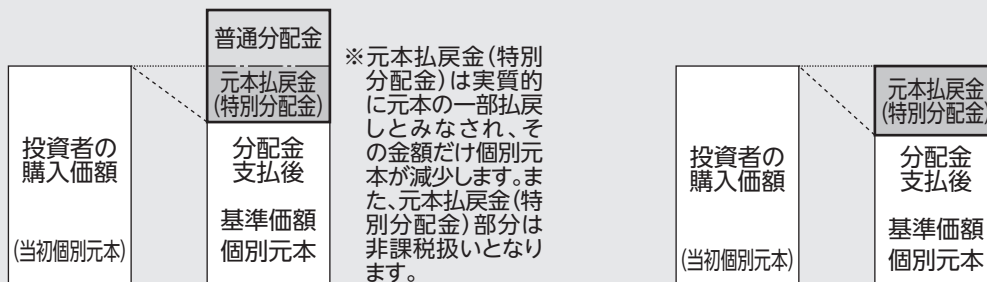 普通分配金
元本払戻金
(特別分配金)
投資者の
購入価額
(当初個別元本)
分配金
支払後
基準価額
個別元本
※元本払戻金(特別
分配金)は実質的
に元本の一部払戻
しとみなされ、そ
の金額だけ個別元
本が減少します。ま
た、元本払戻金(特
別分配金)部分は
非課税扱いとなり
ます。
投資者の
購入価額
(当初個別元本)
元本払戻金
(特別分配金)
分配金
支払後
基準価額
個別元本